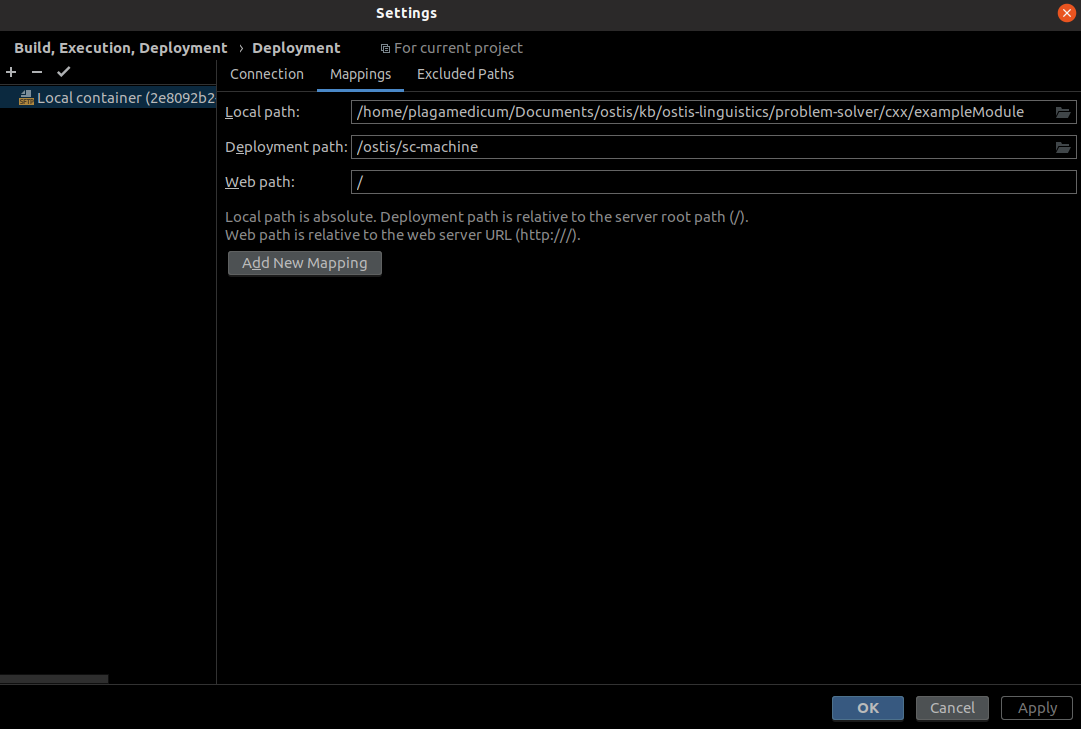 Settings
Build, Execution, Deployment › Deployment For current project
Connection Mappings Excluded Paths
SFTP Local container (2e8092b2
Local path: /home/plagamedicum/Documents/ostis/kb/ostis-linguistics/problem-solver/cxx/exampleModule
Deployment path: /ostis/sc-machine
Web path: /
Local path is absolute. Deployment path is relative to the server root path (/).
Web path is relative to the web server URL (http:///).
Add New Mapping
OK Cancel Apply